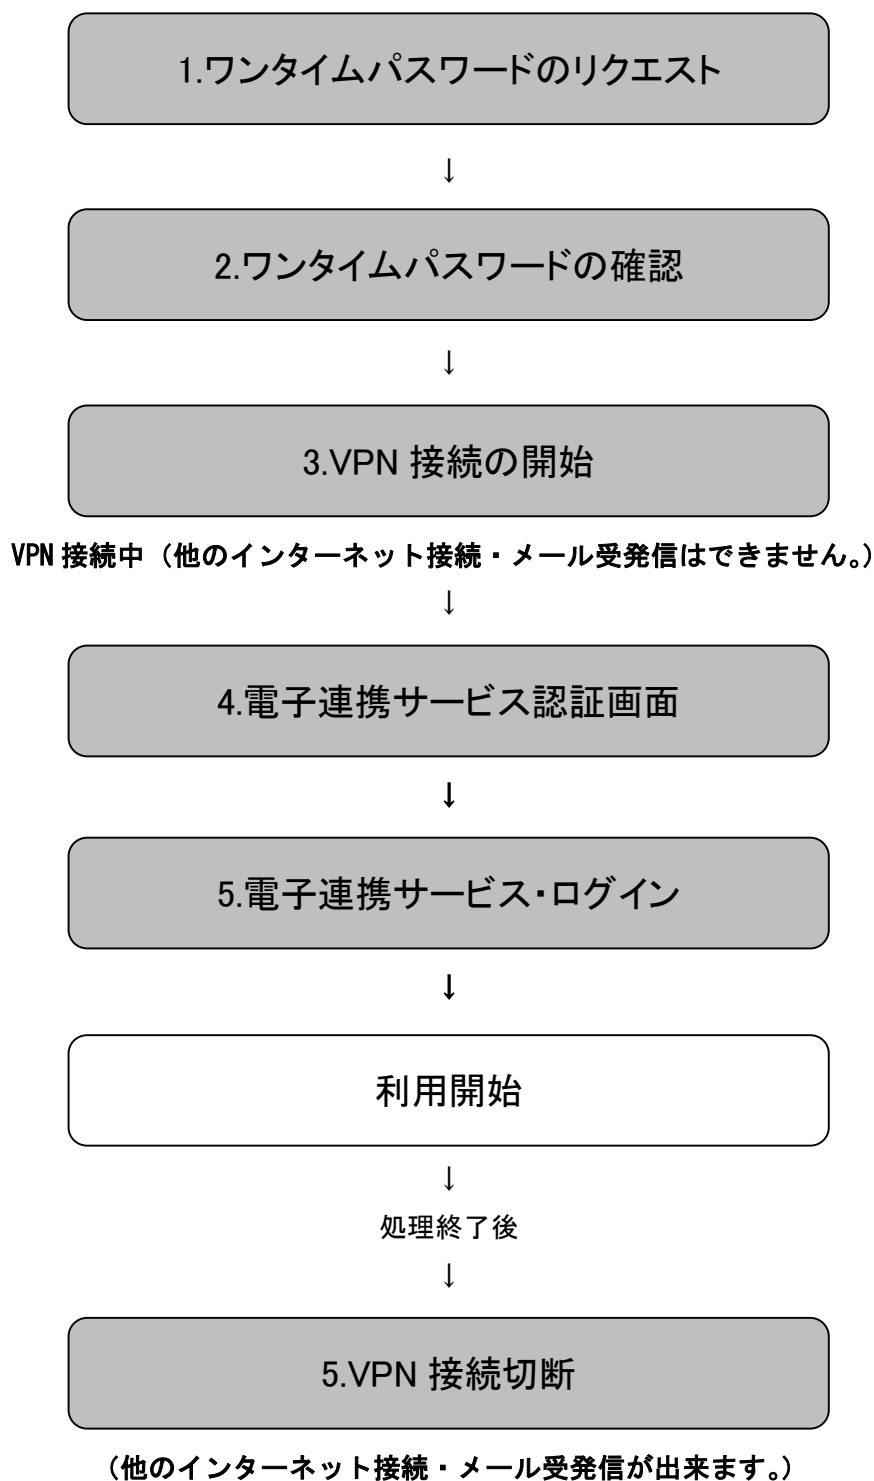 1.ワンタイムパスワードのリクエスト
↓
2.ワンタイムパスワードの確認
↓
3.VPN 接続の開始
VPN 接続中（他のインターネット接続・メール受発信はできません。）
↓
4.電子連携サービス認証画面
↓
5.電子連携サービス・ログイン
↓
利用開始
↓
処理終了後
↓
5.VPN 接続切断
（他のインターネット接続・メール受発信が出来ます。）